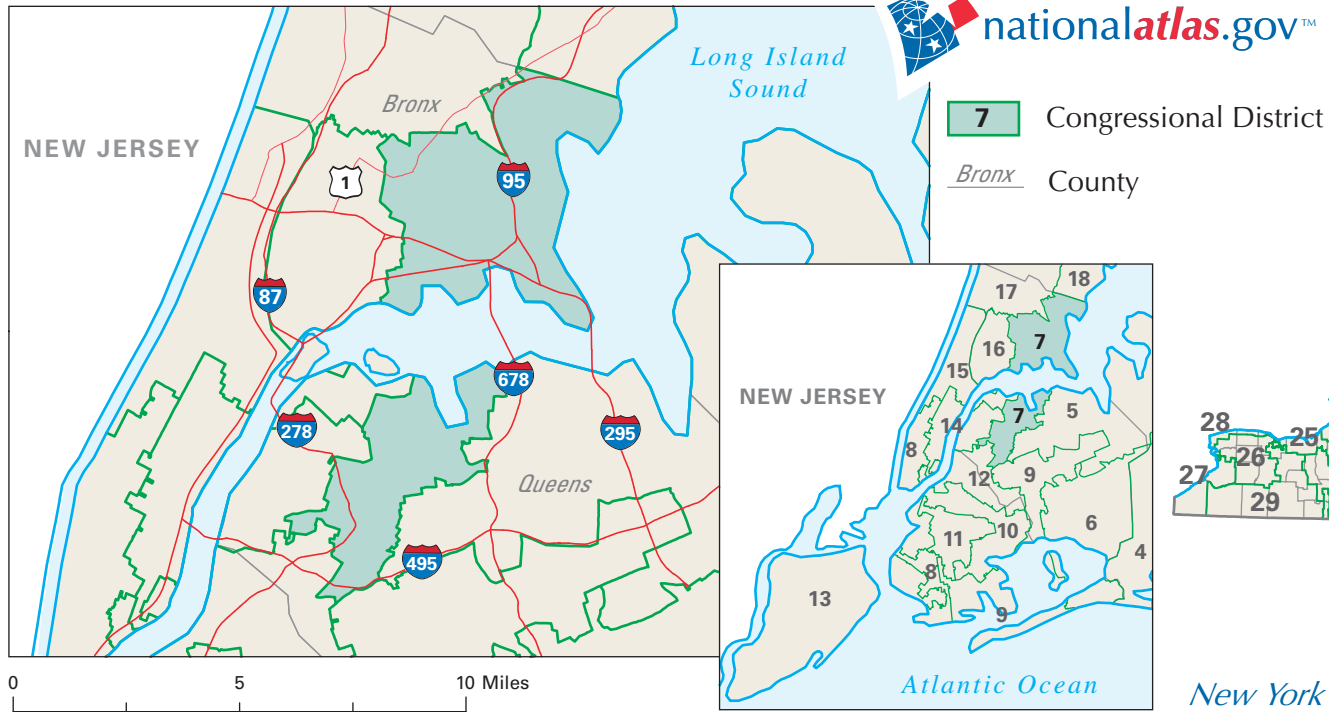 nationalatlas.gov™
7 Congressional District
Bronx County
Long Island
Sound
Bronx
NEW JERSEY
1
95
87
678
278
295
Queens
495
0 5 10 Miles
18
17
7
16
15
NEW JERSEY
7
5
14
8
12
9
10
6
11
4
8
13
9
Atlantic Ocean
28
25
26
27
29
New York